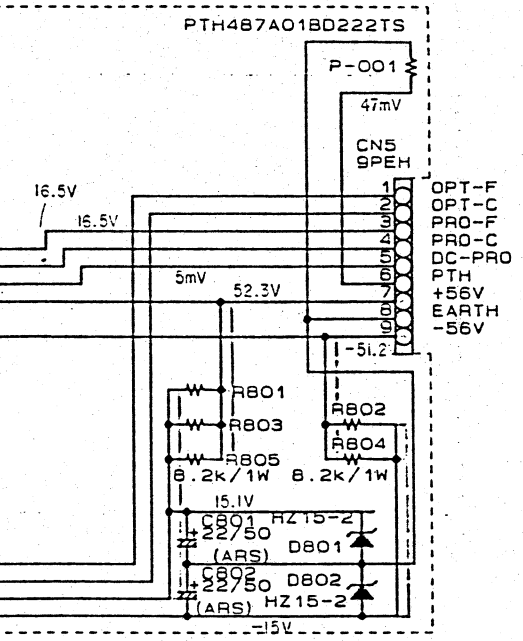 PTH487A01BD222TS
P-001
47mV
CN5
9PEH
16.5V
16.5V
1 OPT-F
2 OPT-C
3 PRO-F
4 PRO-C
5 DC-PRO
6 PTH
5mV
7 +56V
52.3V
8 EARTH
9 -56V
-51.2
R801
R802
R803
R804
R805
8.2k/1W 8.2k/1W
15.1V
C801 HZ15-2
+
22/50
D801
(ARS)
C802 D802
+
22/50
HZ15-2
(ARS)
-15V